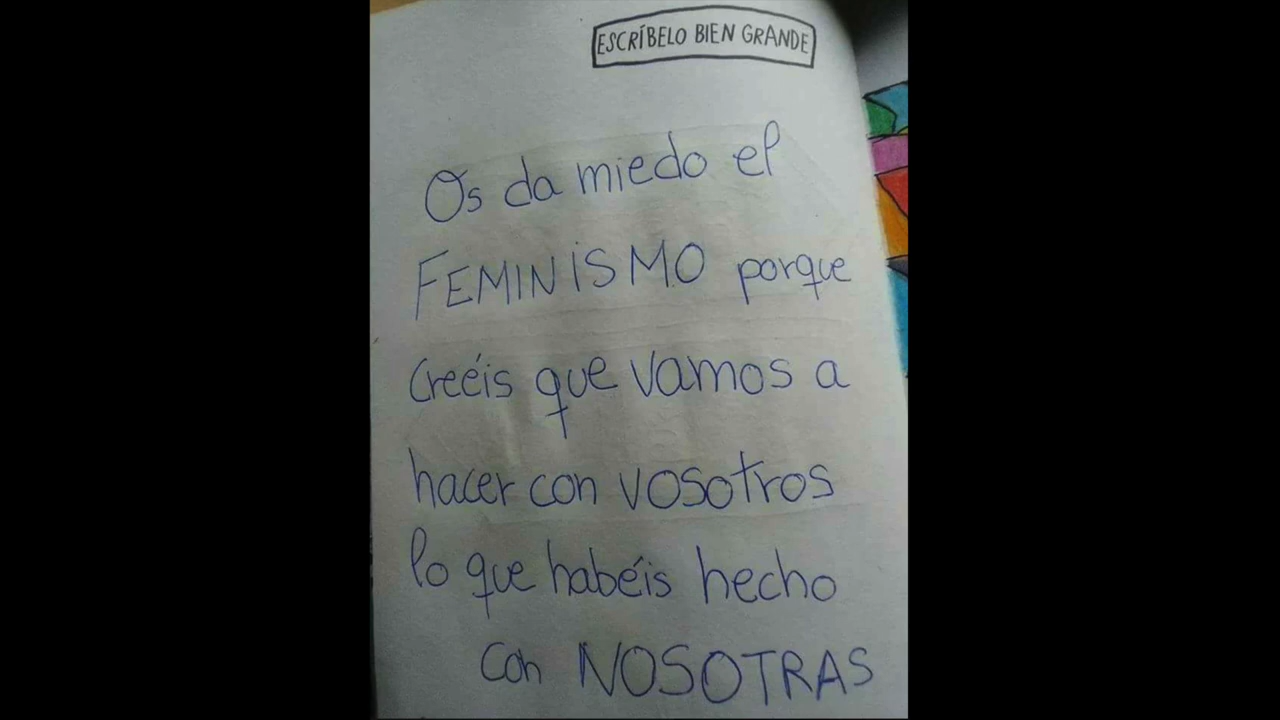 ESCRÍBELO BIEN GRANDE
Os da miedo el
FEMINISMO porque
Creéis que vamos a
hacer con vosotros
lo que habéis hecho
con NOSOTRAS